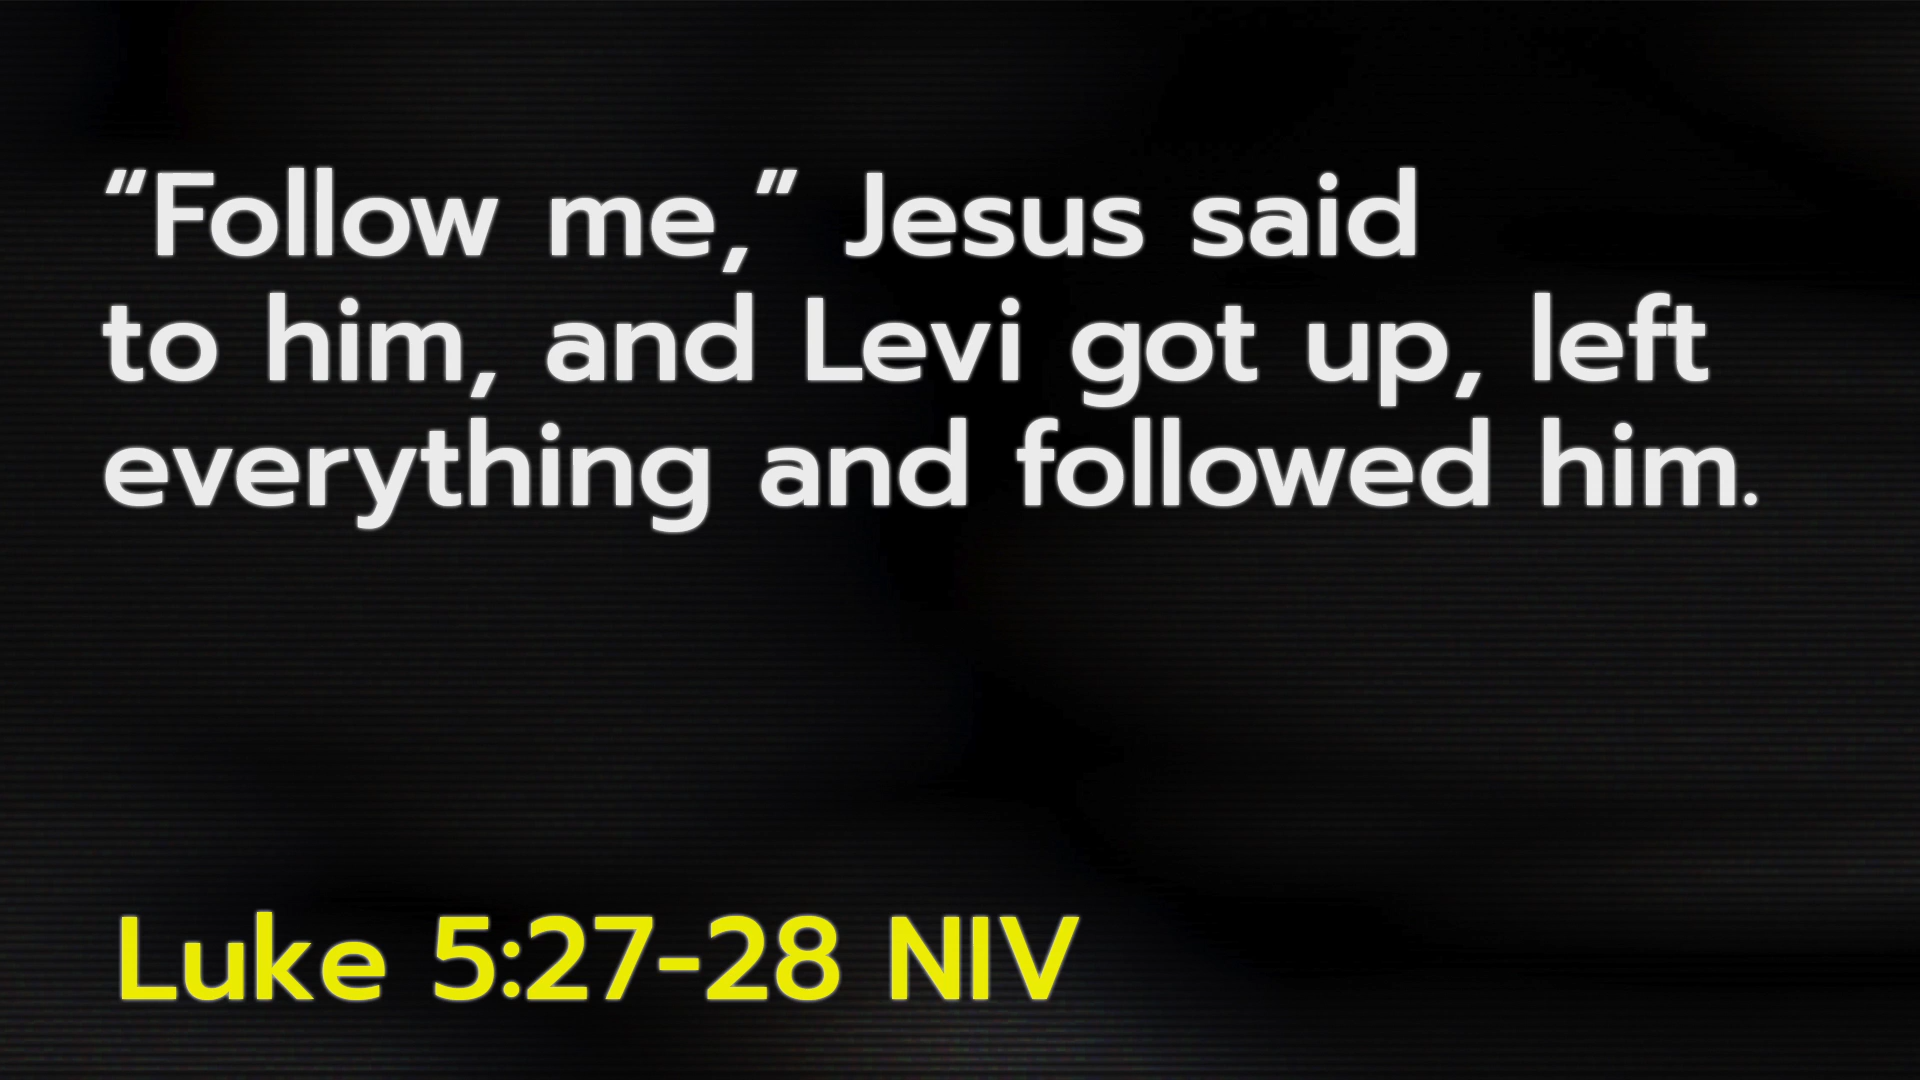 “Follow me,” Jesus said
to him, and Levi got up, left
everything and followed him.
Luke 5:27-28 NIV